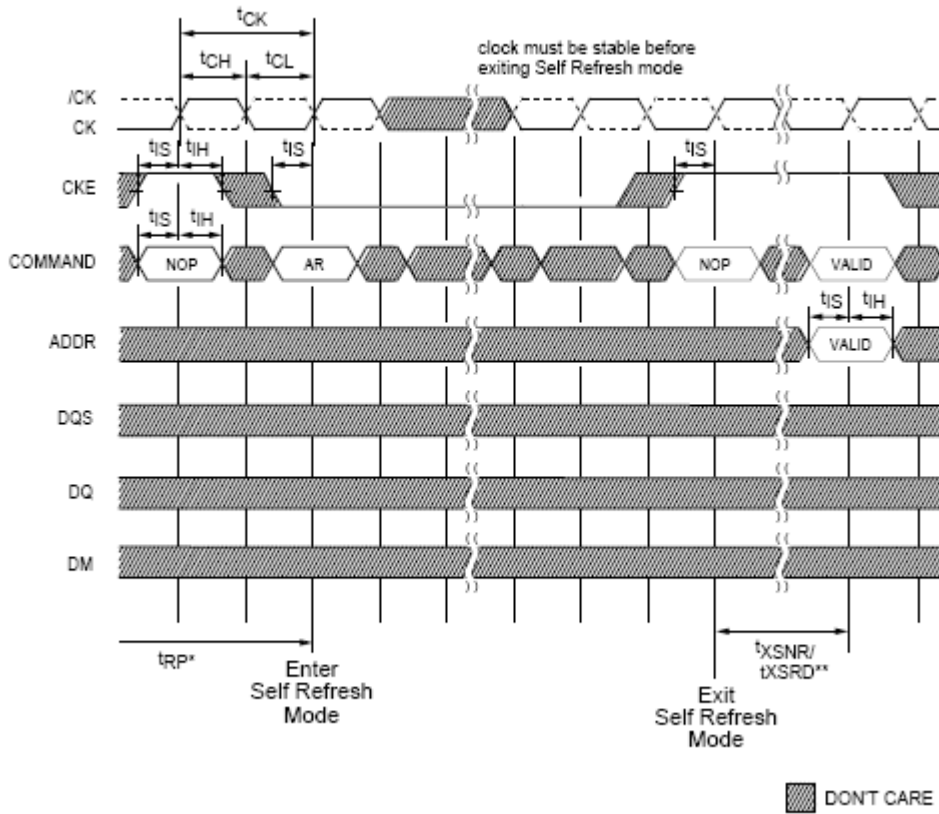 tCK
tCH tCL
clock must be stable before
exiting Self Refresh mode
/CK
CK
tIS tIH tIS tIS
CKE
tIS tIH
COMMAND NOP AR NOP VALID
tIS tIH
ADDR VALID
DQS
DQ
DM
tRP*
Enter
Self Refresh
Mode
tXSNR/
tXSRD**
Exit
Self Refresh
Mode
DON'T CARE